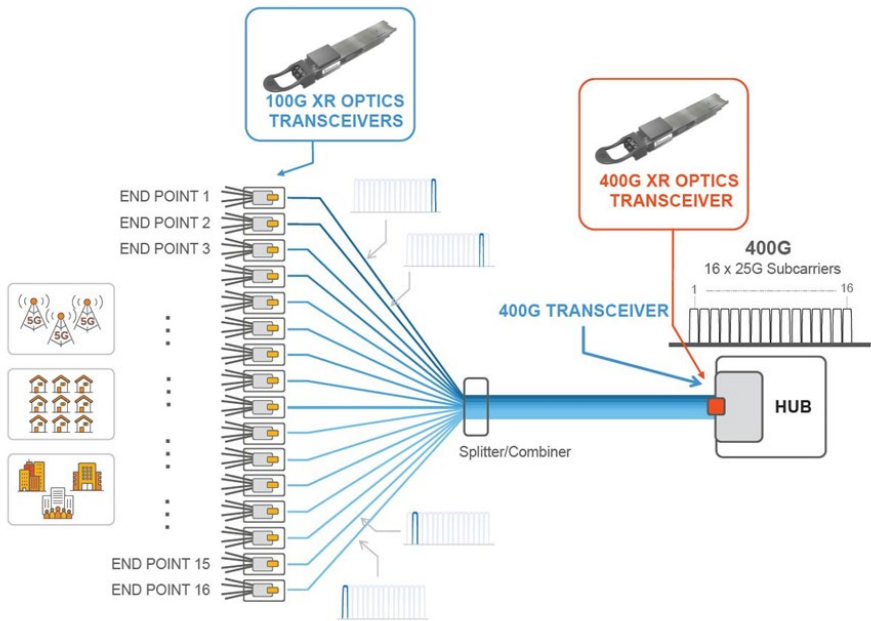 100G XR OPTICS
TRANSCEIVERS
400G XR OPTICS
TRANSCEIVER
END POINT 1
END POINT 2
END POINT 3
400G
16 x 25G Subcarriers
1
16
400G TRANSCEIVER
5G
5G
5G
HUB
Splitter/Combiner
END POINT 15
END POINT 16